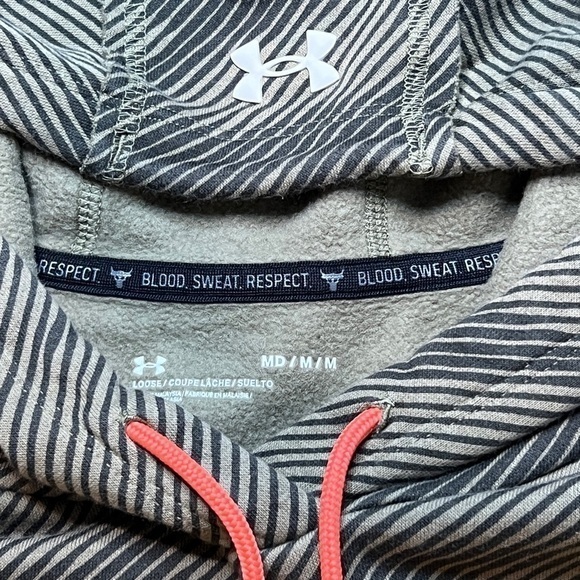 RESPECT. BLOOD. SWEAT. RESPECT. BLOOD. SWEAT. RESP
MD / M / M
LOOSE / COUPE LÂCHE / SUELTO